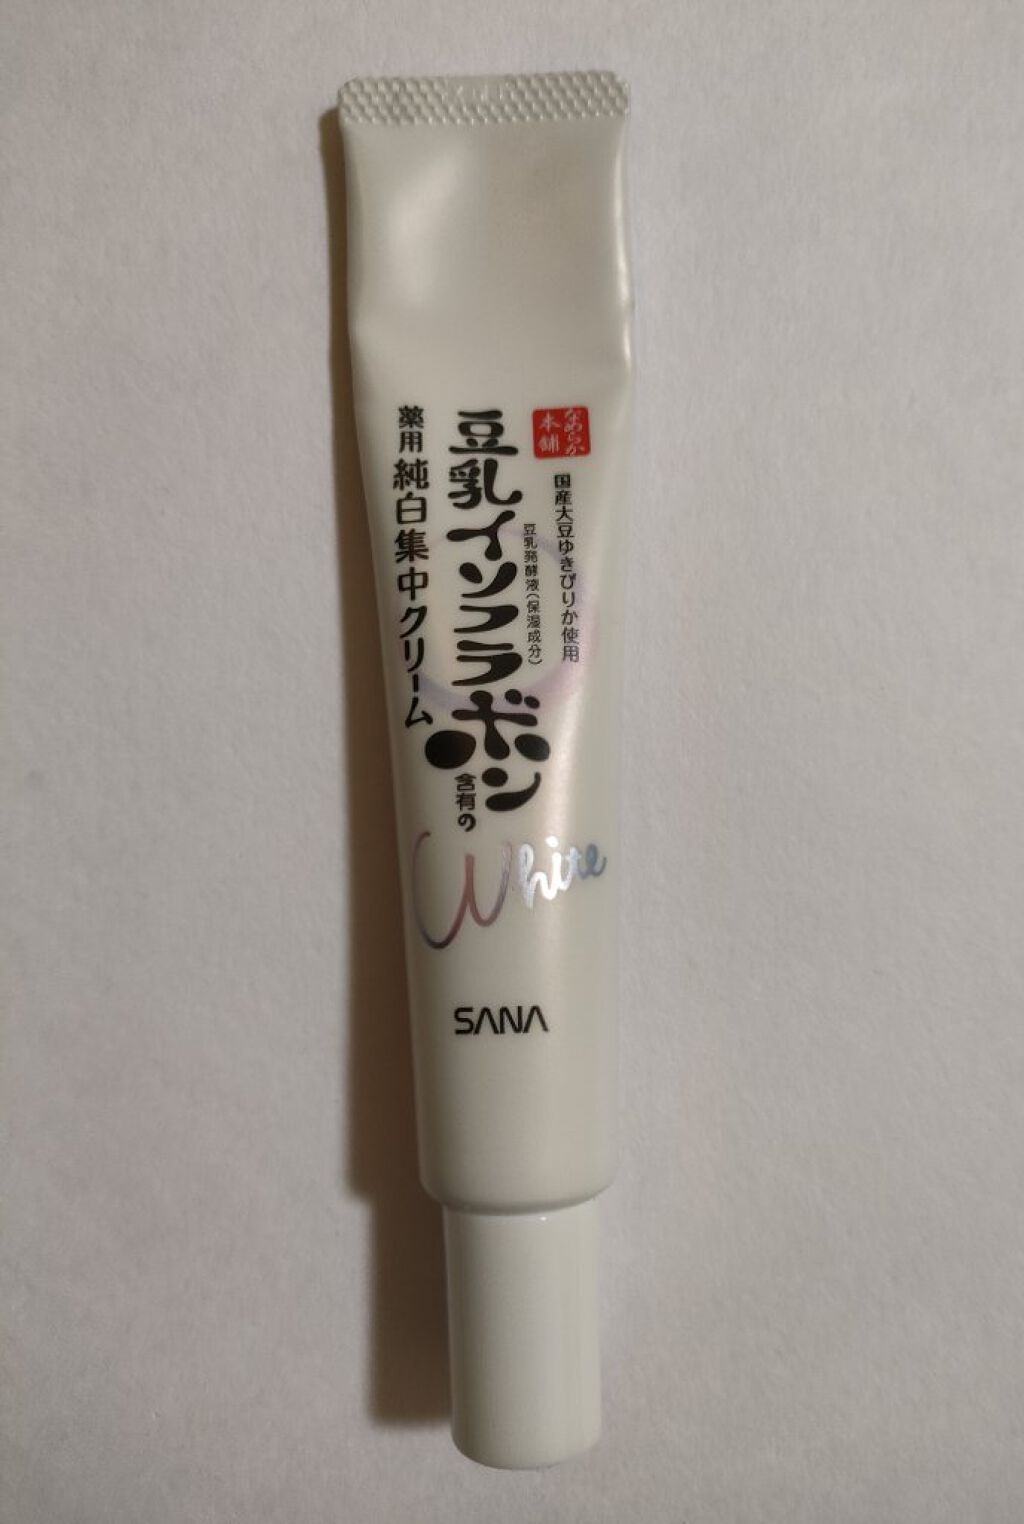 なめらか
本舗
国産大豆ゆきぴりか使用
豆乳発酵液(保湿成分)
豆乳イソフラボン
含有の
薬用 純白集中クリーム
White
SANA